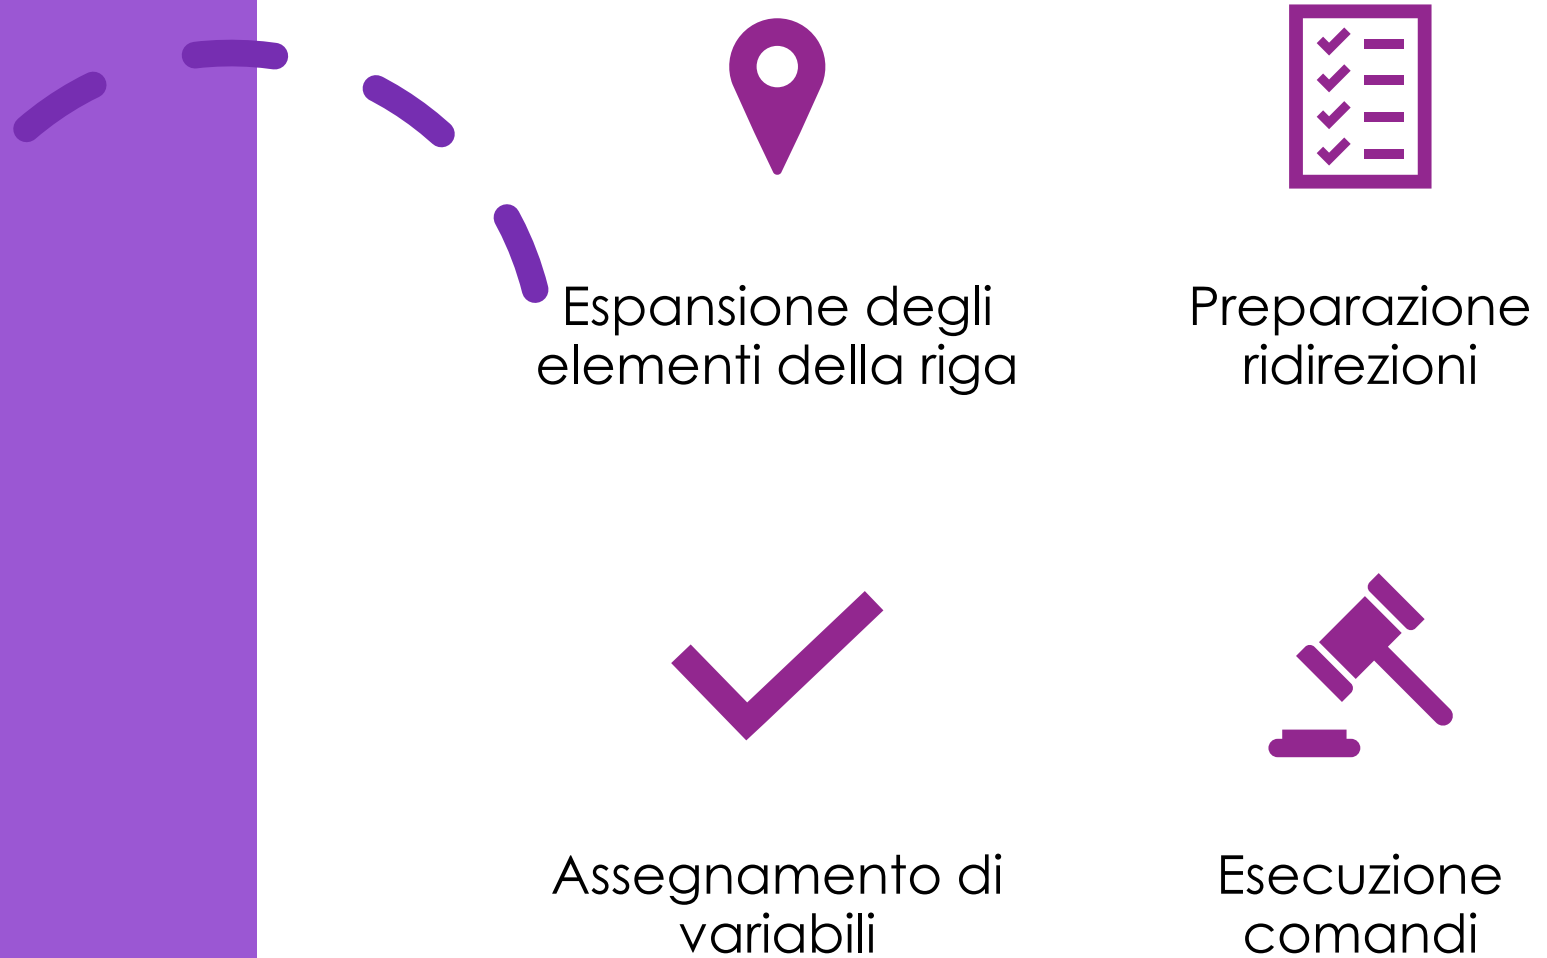 Espansione degli
elementi della riga
Preparazione
ridirezioni
Assegnamento di
variabili
Esecuzione
comandi